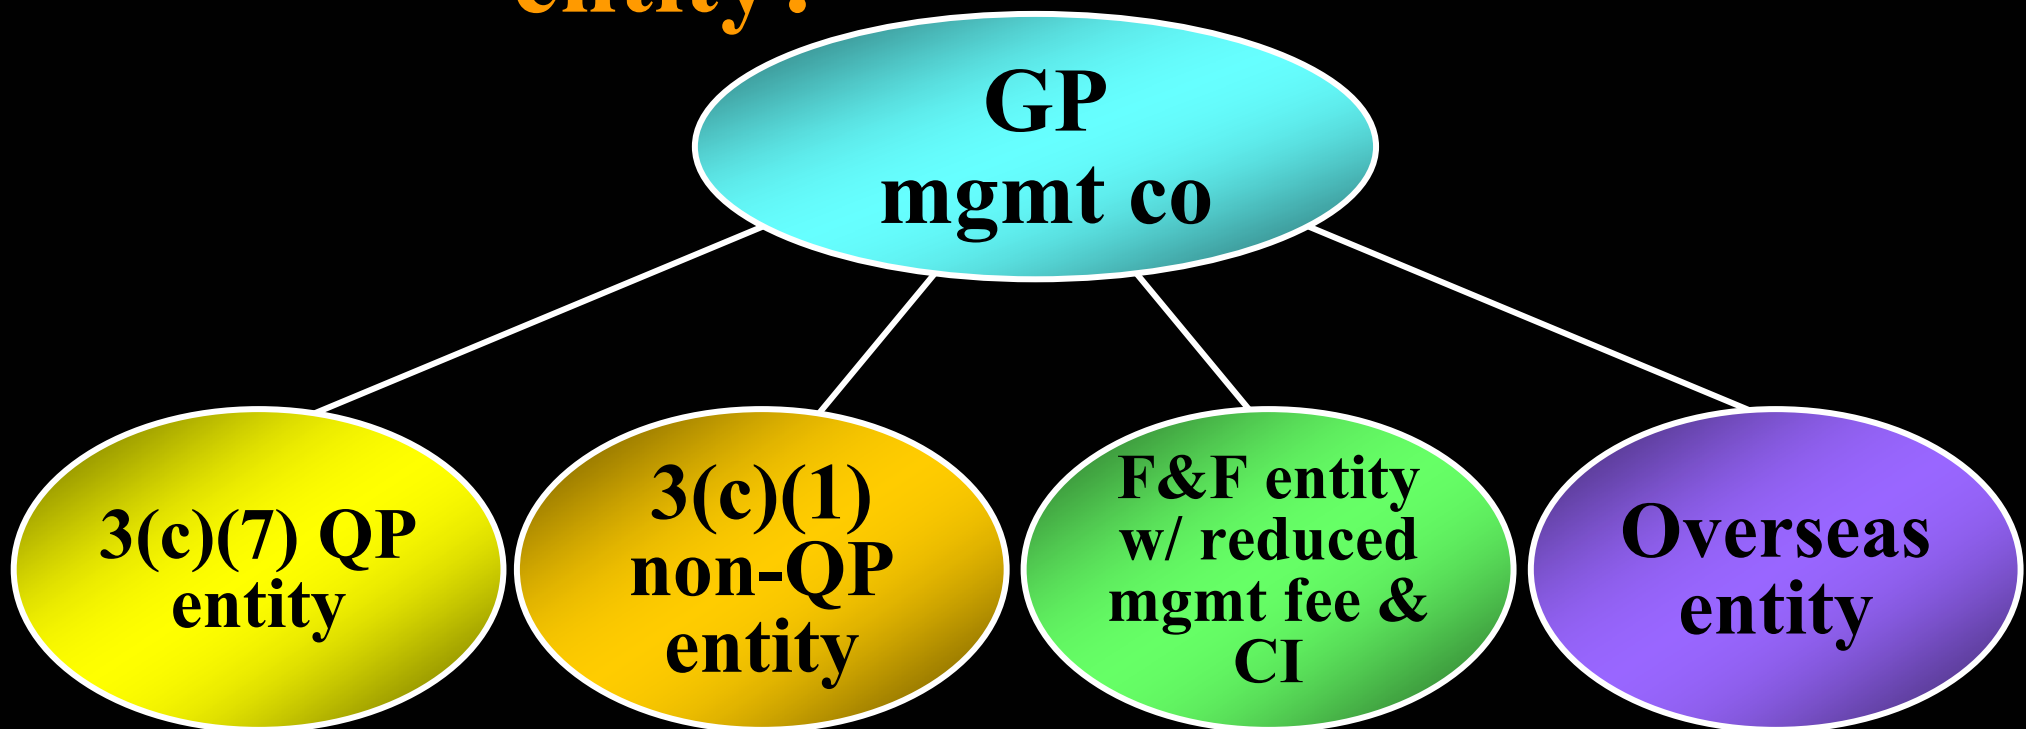 entity?
GP
mgmt co
3(c)(7) QP
entity
3(c)(1)
non-QP
entity
F&F entity
w/ reduced
mgmt fee &
CI
Overseas
entity